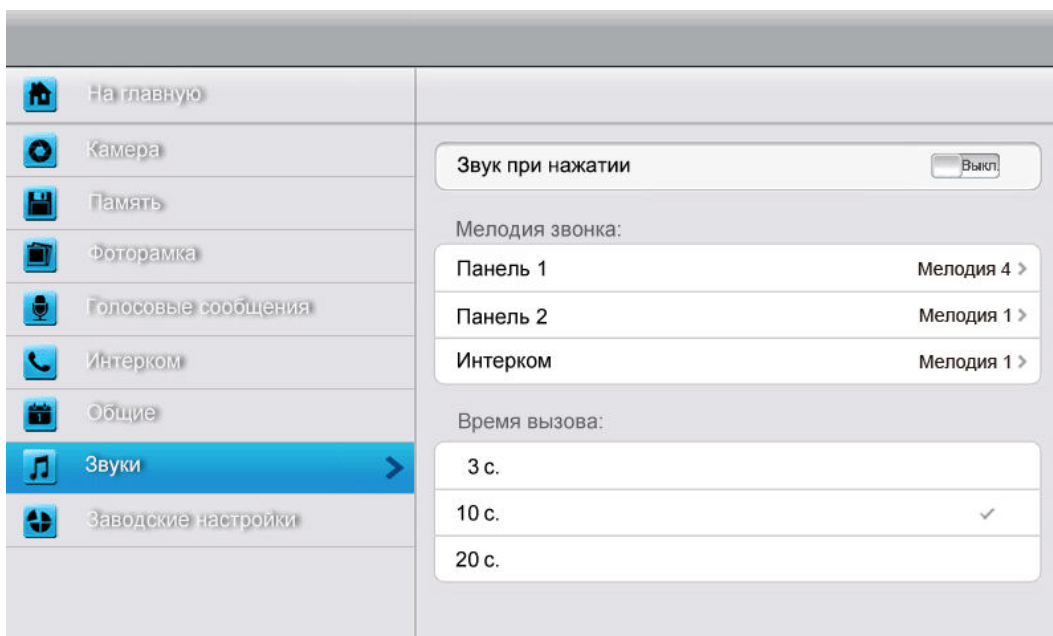 На главную
Камера
Память
Фоторамка
Голосовые сообщения
Интерком
Общие
1
Звуки
Заводские настройки
Звук при нажатии Выкл.
Мелодия звонка:
Панель 1 Мелодия 4
Панель 2 Мелодия 1
Интерком Мелодия 1
Время вызова:
3 с.
10 с.
20 с.